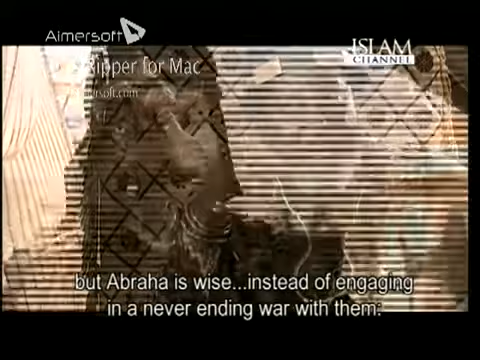 Aimersoft
Ripper for Mac
ISLAM
CHANNEL
but Abraha is wise...instead of engaging
in a never ending war with them;